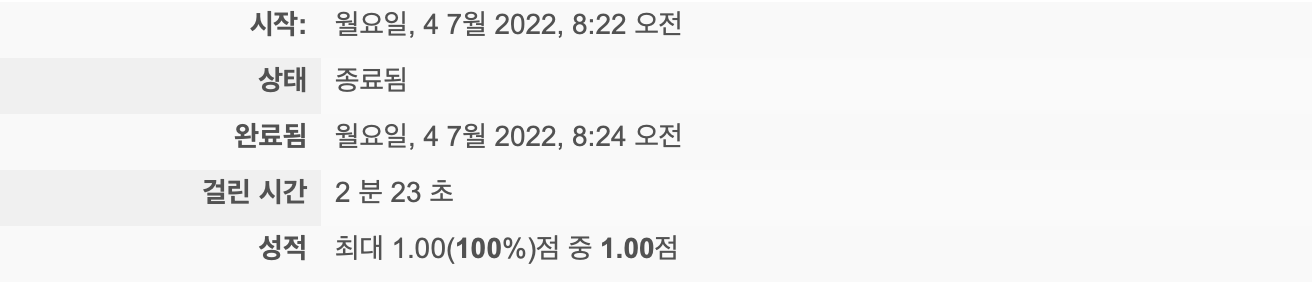 시작: 월요일, 4 7월 2022, 8:22 오전
상태 종료됨
완료됨 월요일, 4 7월 2022, 8:24 오전
걸린 시간 2 분 23 초
성적 최대 1.00(100%)점 중 1.00점